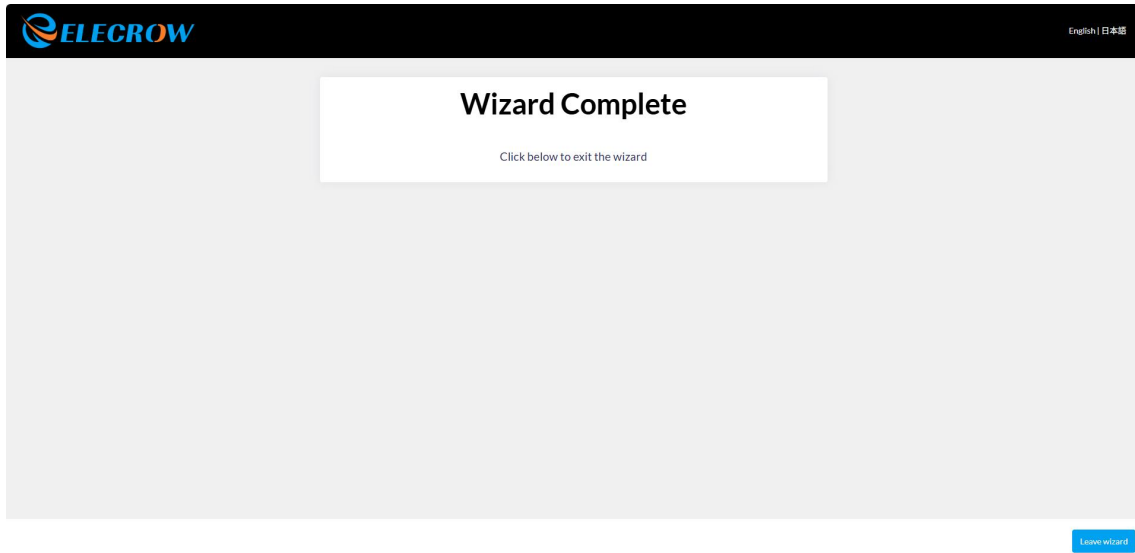 ELECROW
English | 日本語
Wizard Complete
Click below to exit the wizard
Leave wizard